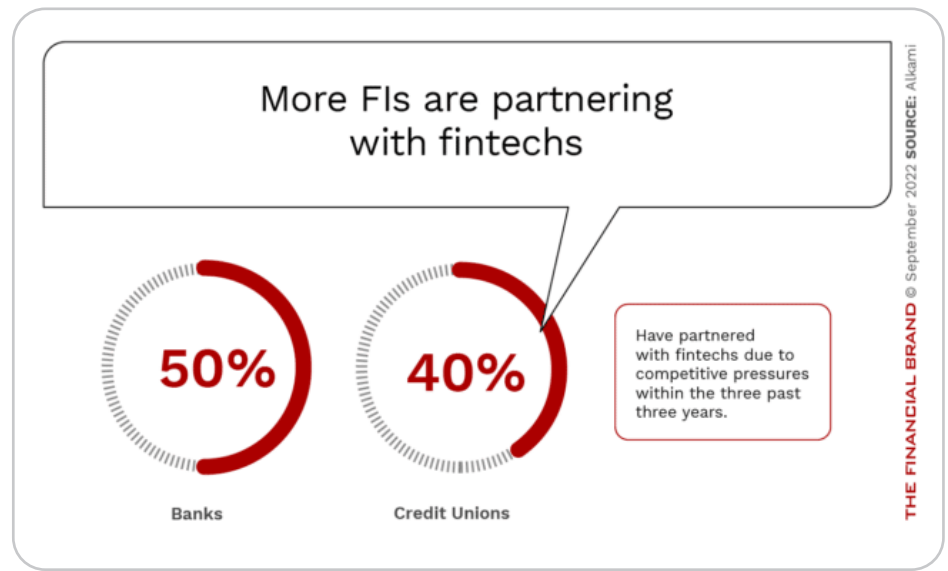 More FIs are partnering
with fintechs
50%
40%
Banks
Credit Unions
Have partnered
with fintechs due to
competitive pressures
within the three past
three years.
THE FINANCIAL BRAND © September 2022 SOURCE: Alkami